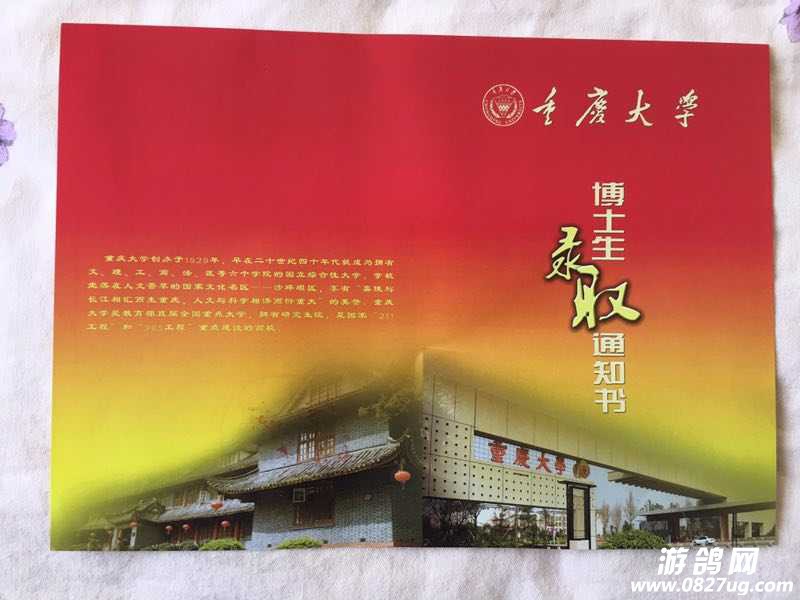 重庆大学
博士生
录取
通知书
重庆大学创办于1929年，早在二十世纪四十年代就成为拥有
文、理、工、商、法、医等六个学院的国立综合性大学，学校
坐落在人文荟萃的国家文化名区——沙坪坝区，享有“嘉陵与
长江相汇而生重庆，人文与科学相济而衍重大”的美誉。重庆
大学是教育部直属全国重点大学，拥有研究生院，是国家“211
工程”和“985工程”重点建设的高校。
重庆大学
游鸽网
www.0827ug.com